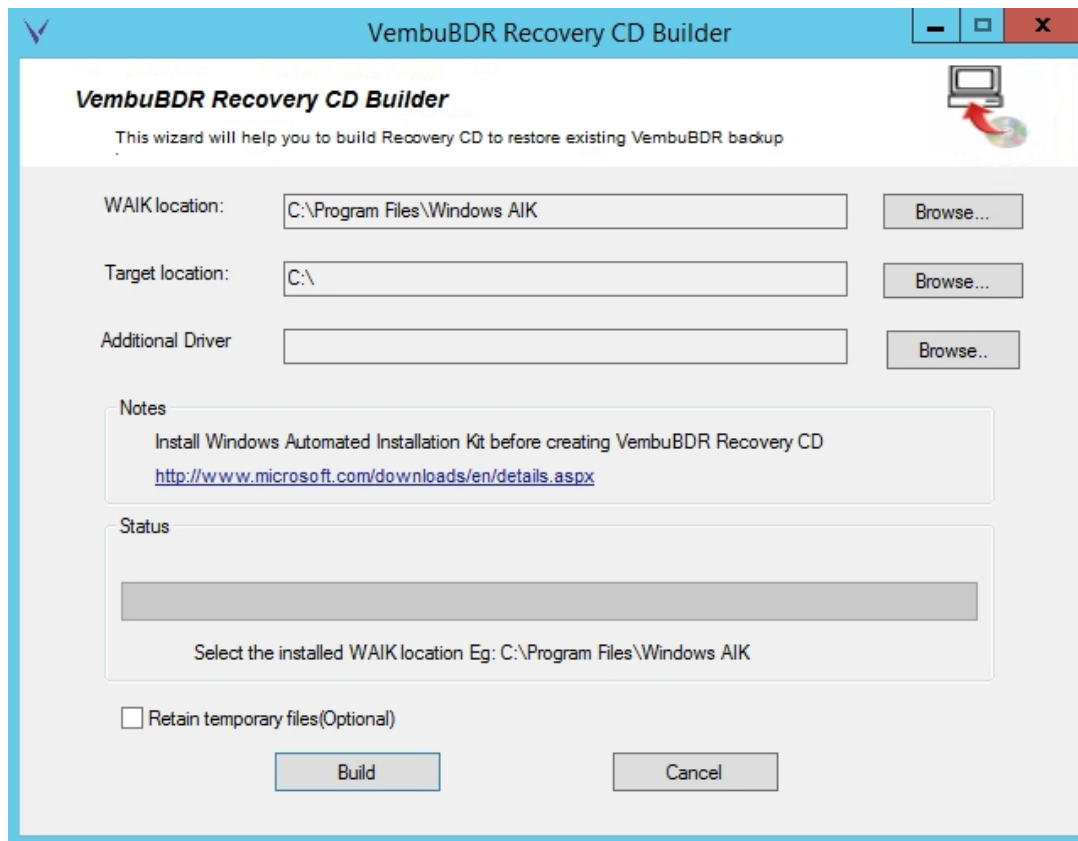 VembuBDR Recovery CD Builder
VembuBDR Recovery CD Builder
This wizard will help you to build Recovery CD to restore existing VembuBDR backup
.
WAIK location:
C:\Program Files\Windows AIK
Browse...
Target location:
C:\
Browse...
Additional Driver
Browse..
Notes
Install Windows Automated Installation Kit before creating VembuBDR Recovery CD
http://www.microsoft.com/downloads/en/details.aspx
Status
Select the installed WAIK location Eg: C:\Program Files\Windows AIK
Retain temporary files(Optional)
Build
Cancel